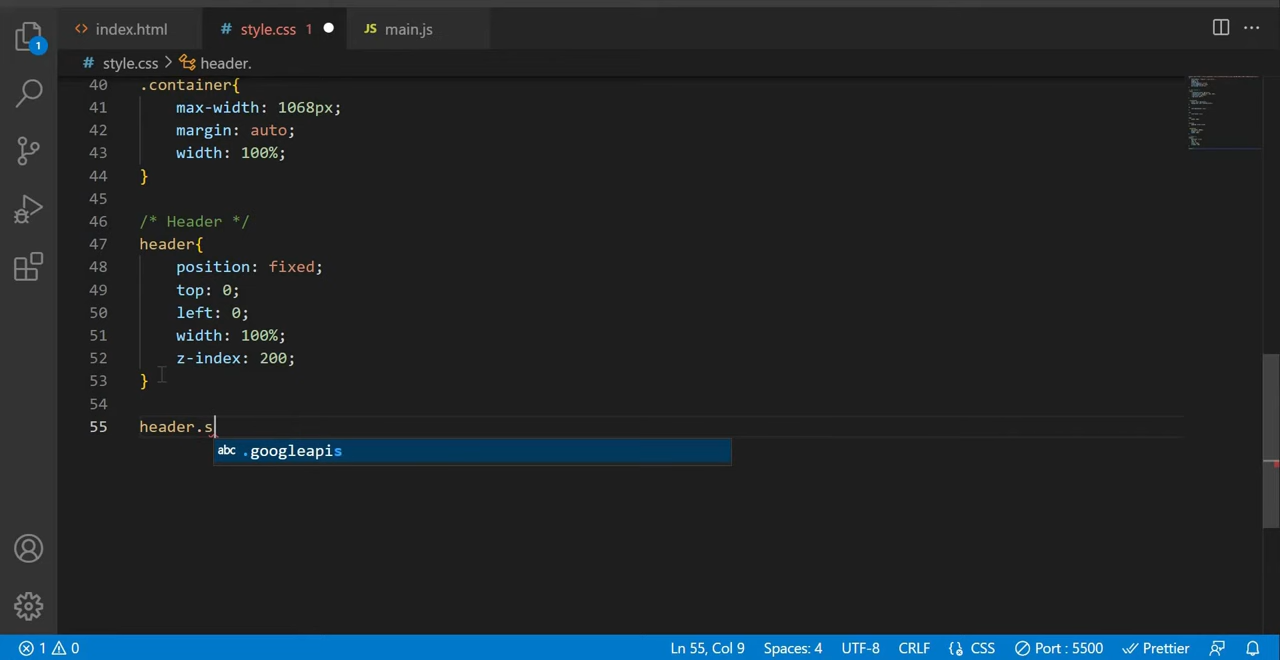 index.html
# style.css 1
JS main.js
# style.css > header.
40 .container{
41 max-width: 1068px;
42 margin: auto;
43 width: 100%;
44 }
45
46 /* Header */
47 header{
48 position: fixed;
49 top: 0;
50 left: 0;
51 width: 100%;
52 z-index: 200;
53 }
54
55 header.s
abc .googleapis
1
1 0
Ln 55, Col 9
Spaces: 4
UTF-8
CRLF
{} CSS
Port : 5500
Prettier